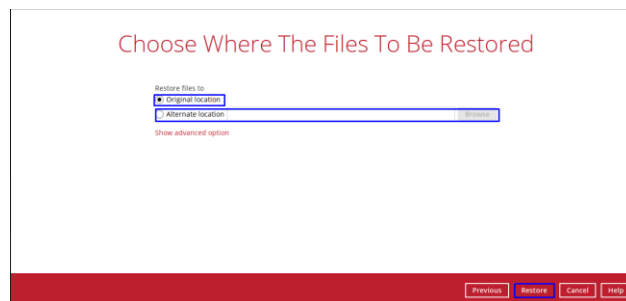 Choose Where The Files To Be Restored
Restore files to
Original location
Alternate location Browse
Show advanced option
Previous Restore Cancel Help